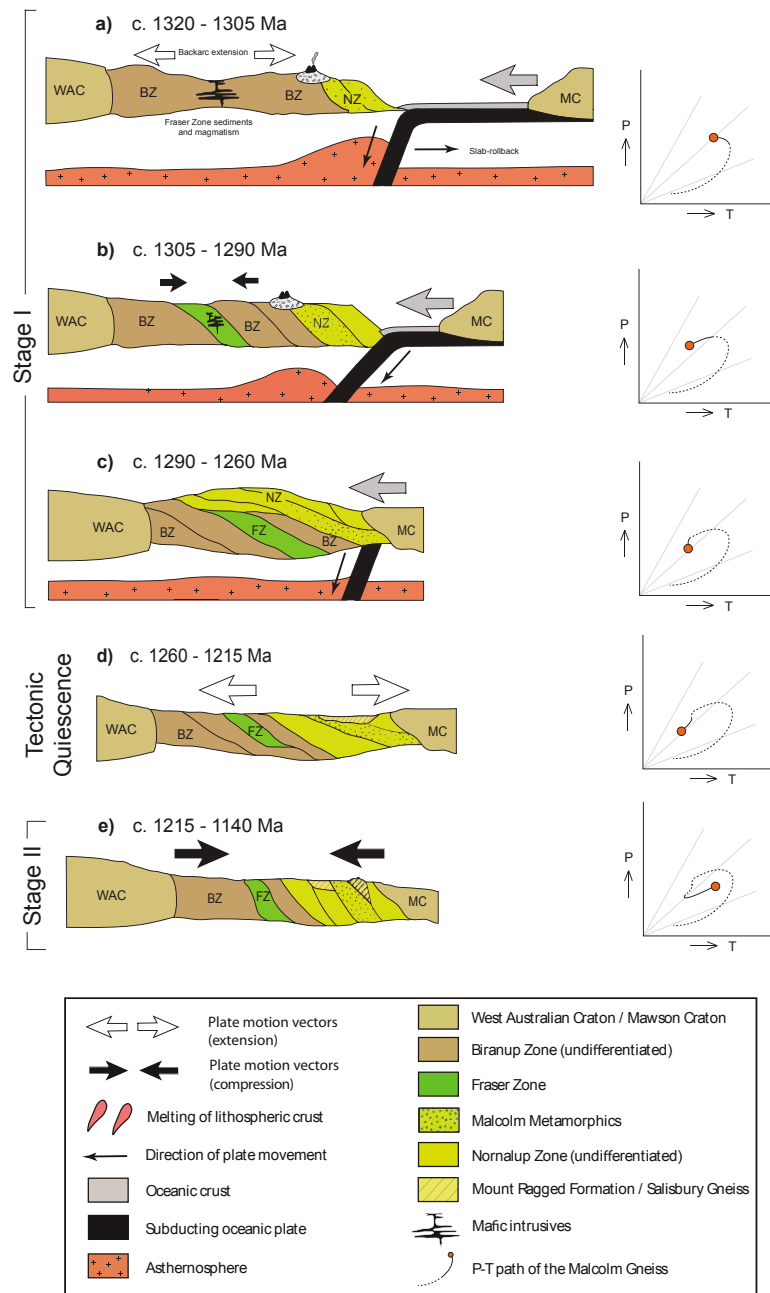 a) c. 1320 - 1305 Ma
Backarc extension
WAC
BZ
BZ
NZ
MC
Fraser Zone sediments
and magmatism
Slab-rollback
P
T
b) c. 1305 - 1290 Ma
WAC
BZ
BZ
NZ
MC
P
T
Stage I
c) c. 1290 - 1260 Ma
NZ
WAC
BZ
FZ
BZ
MC
P
T
Tectonic
Quiescence
d) c. 1260 - 1215 Ma
WAC
BZ
FZ
MC
P
T
Stage II
e) c. 1215 - 1140 Ma
WAC
BZ
FZ
MC
P
T
Plate motion vectors
(extension)
Plate motion vectors
(compression)
Melting of lithospheric crust
Direction of plate movement
Oceanic crust
Subducting oceanic plate
Asthernosphere
West Australian Craton / Mawson Craton
Biranup Zone (undifferentiated)
Fraser Zone
Malcolm Metamorphics
Nornalup Zone (undifferentiated)
Mount Ragged Formation / Salisbury Gneiss
Mafic intrusives
P-T path of the Malcolm Gneiss